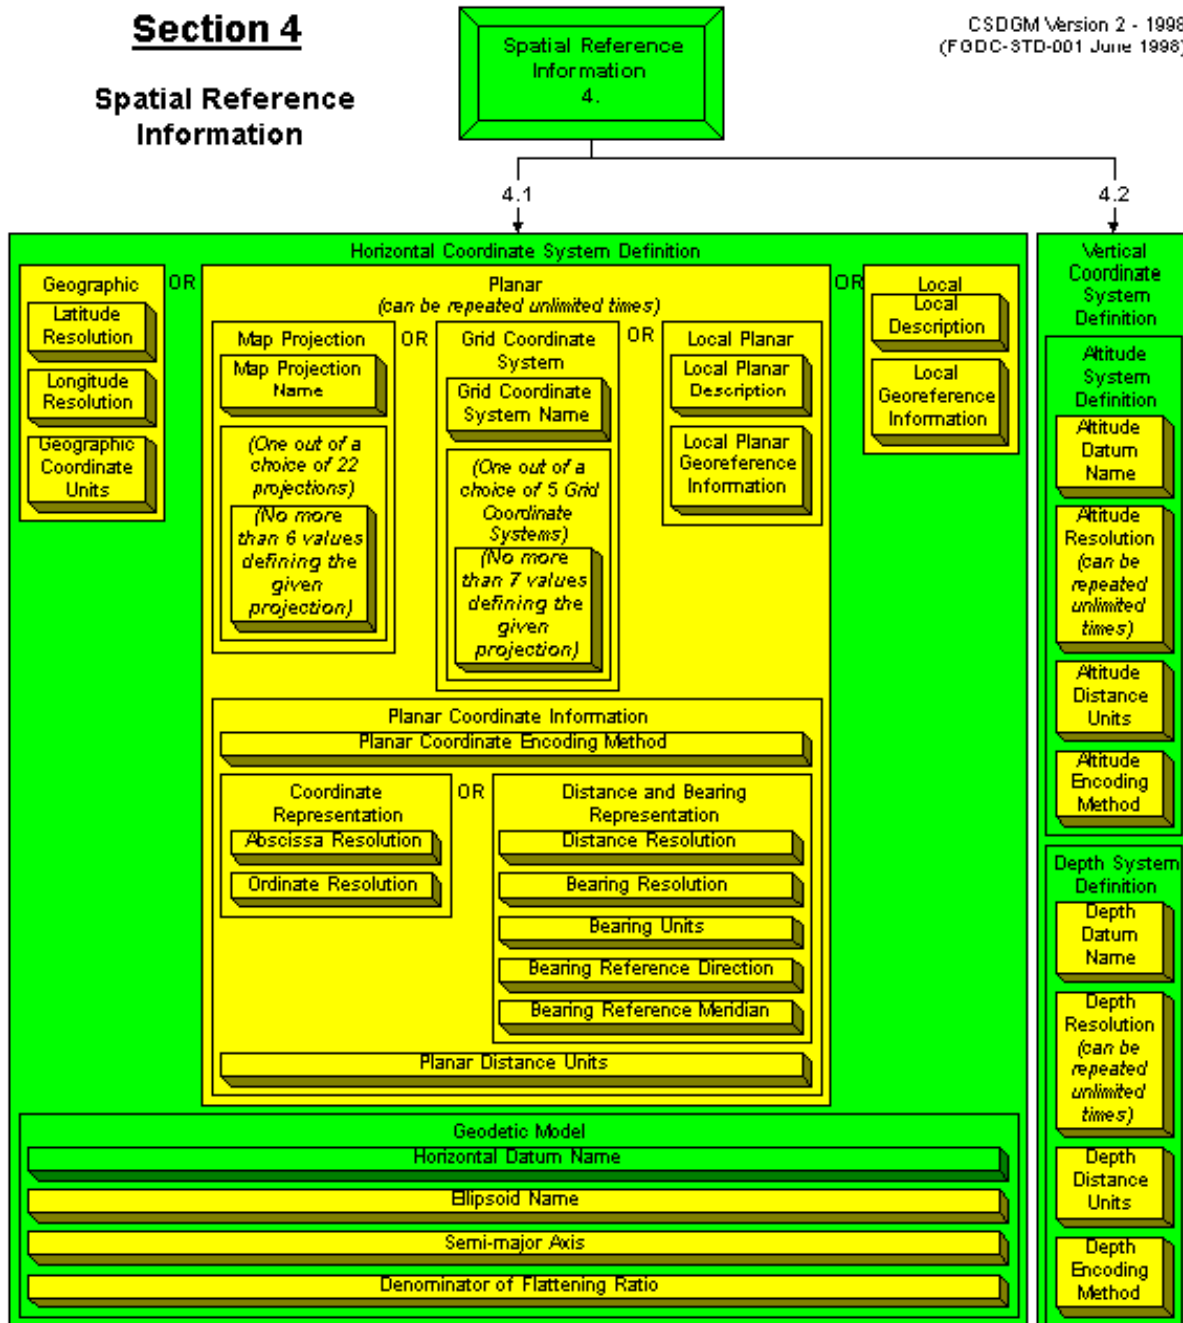 Section 4
Spatial Reference
Information
Spatial Reference
Information
4.
CSDGM Version 2 - 1998
(FGDC-STD-001 June 1998)
4.1
4.2
Horizontal Coordinate System Definition
Geographic
Latitude
Resolution
Longitude
Resolution
Geographic
Coordinate
Units
OR
Planar
(can be repeated unlimited times)
Map Projection
Map Projection
Name
(One out of a
choice of 22
projections)
(No more
than 6 values
defining the
given
projection)
OR
Grid Coordinate
System
Grid Coordinate
System Name
(One out of a
choice of 5 Grid
Coordinate
Systems)
(No more
than 7 values
defining the
given
projection)
OR
Local Planar
Local Planar
Description
Local Planar
Georeference
Information
Planar Coordinate Information
Planar Coordinate Encoding Method
Coordinate
Representation
Abscissa Resolution
Ordinate Resolution
OR
Distance and Bearing
Representation
Distance Resolution
Bearing Resolution
Bearing Units
Bearing Reference Direction
Bearing Reference Meridian
Planar Distance Units
OR
Local
Local
Description
Local
Georeference
Information
Geodetic Model
Horizontal Datum Name
Ellipsoid Name
Semi-major Axis
Denominator of Flattening Ratio
Vertical
Coordinate
System
Definition
Altitude
System
Definition
Altitude
Datum
Name
Altitude
Resolution
(can be
repeated
unlimited
times)
Altitude
Distance
Units
Altitude
Encoding
Method
Depth System
Definition
Depth
Datum
Name
Depth
Resolution
(can be
repeated
unlimited
times)
Depth
Distance
Units
Depth
Encoding
Method